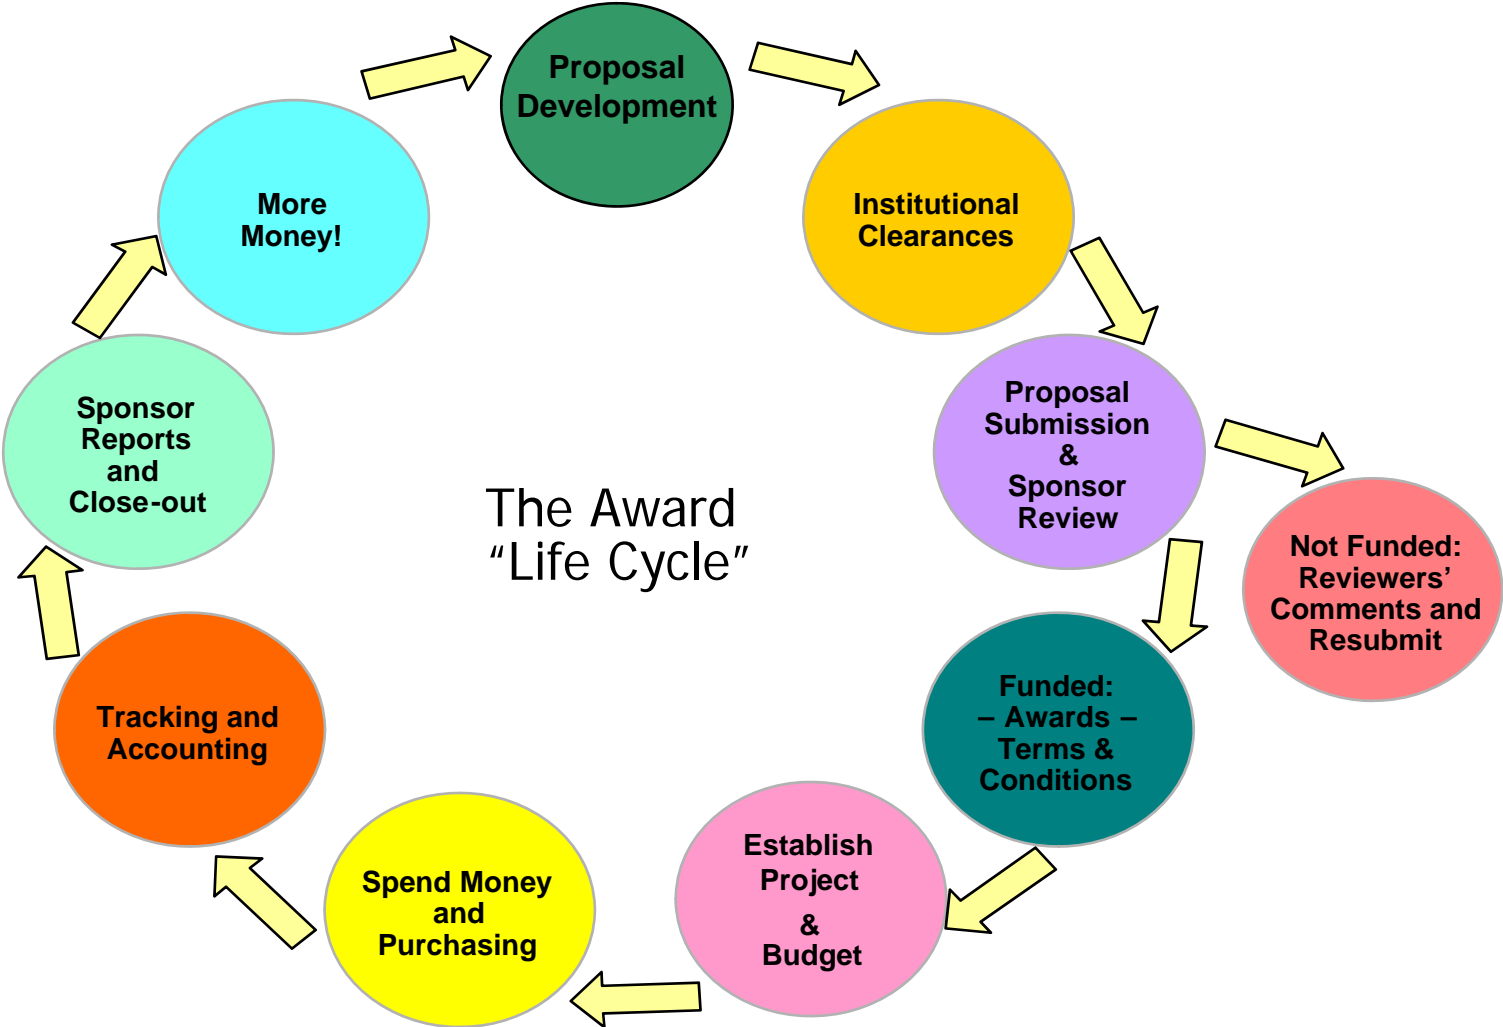 Proposal
Development
Institutional
Clearances
Proposal
Submission
&
Sponsor
Review
Not Funded:
Reviewers’
Comments and
Resubmit
Funded:
– Awards –
Terms &
Conditions
Establish
Project
&
Budget
Spend Money
and
Purchasing
Tracking and
Accounting
Sponsor
Reports
and
Close-out
More
Money!
The Award
“Life Cycle”